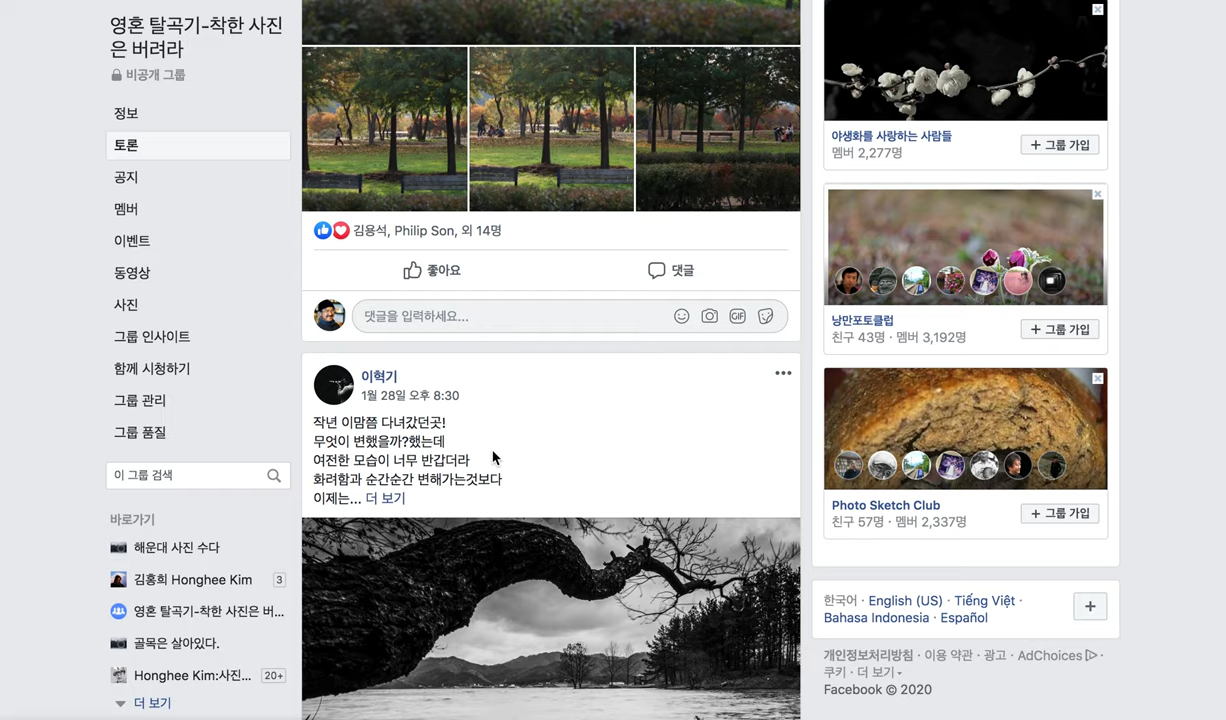 영혼 탈곡기-착한 사진
은 버려라
비공개 그룹
정보
토론
공지
멤버
이벤트
동영상
사진
그룹 인사이트
함께 시청하기
그룹 관리
그룹 품질
이 그룹 검색
바로가기
해운대 사진 수다
김홍희 Honghee Kim 3
영혼 탈곡기-착한 사진은 버...
골목은 살아있다.
Honghee Kim:사진... 20+
더 보기
김용석, Philip Son, 외 14명
좋아요 댓글
댓글을 입력하세요... GIF
이혁기
1월 28일 오후 8:30
작년 이맘쯤 다녀갔던곳!
무엇이 변했을까?했는데
여전한 모습이 너무 반갑더라
화려함과 순간순간 변해가는것보다
이제는... 더 보기
야생화를 사랑하는 사람들
멤버 2,277명
+ 그룹 가입
낭만포토클럽
친구 43명 · 멤버 3,192명
+ 그룹 가입
Photo Sketch Club
친구 57명 · 멤버 2,337명
+ 그룹 가입
한국어 · English (US) · Tiếng Việt ·
Bahasa Indonesia · Español
개인정보처리방침 · 이용 약관 · 광고 · AdChoices ·
쿠키 · 더 보기
Facebook © 2020